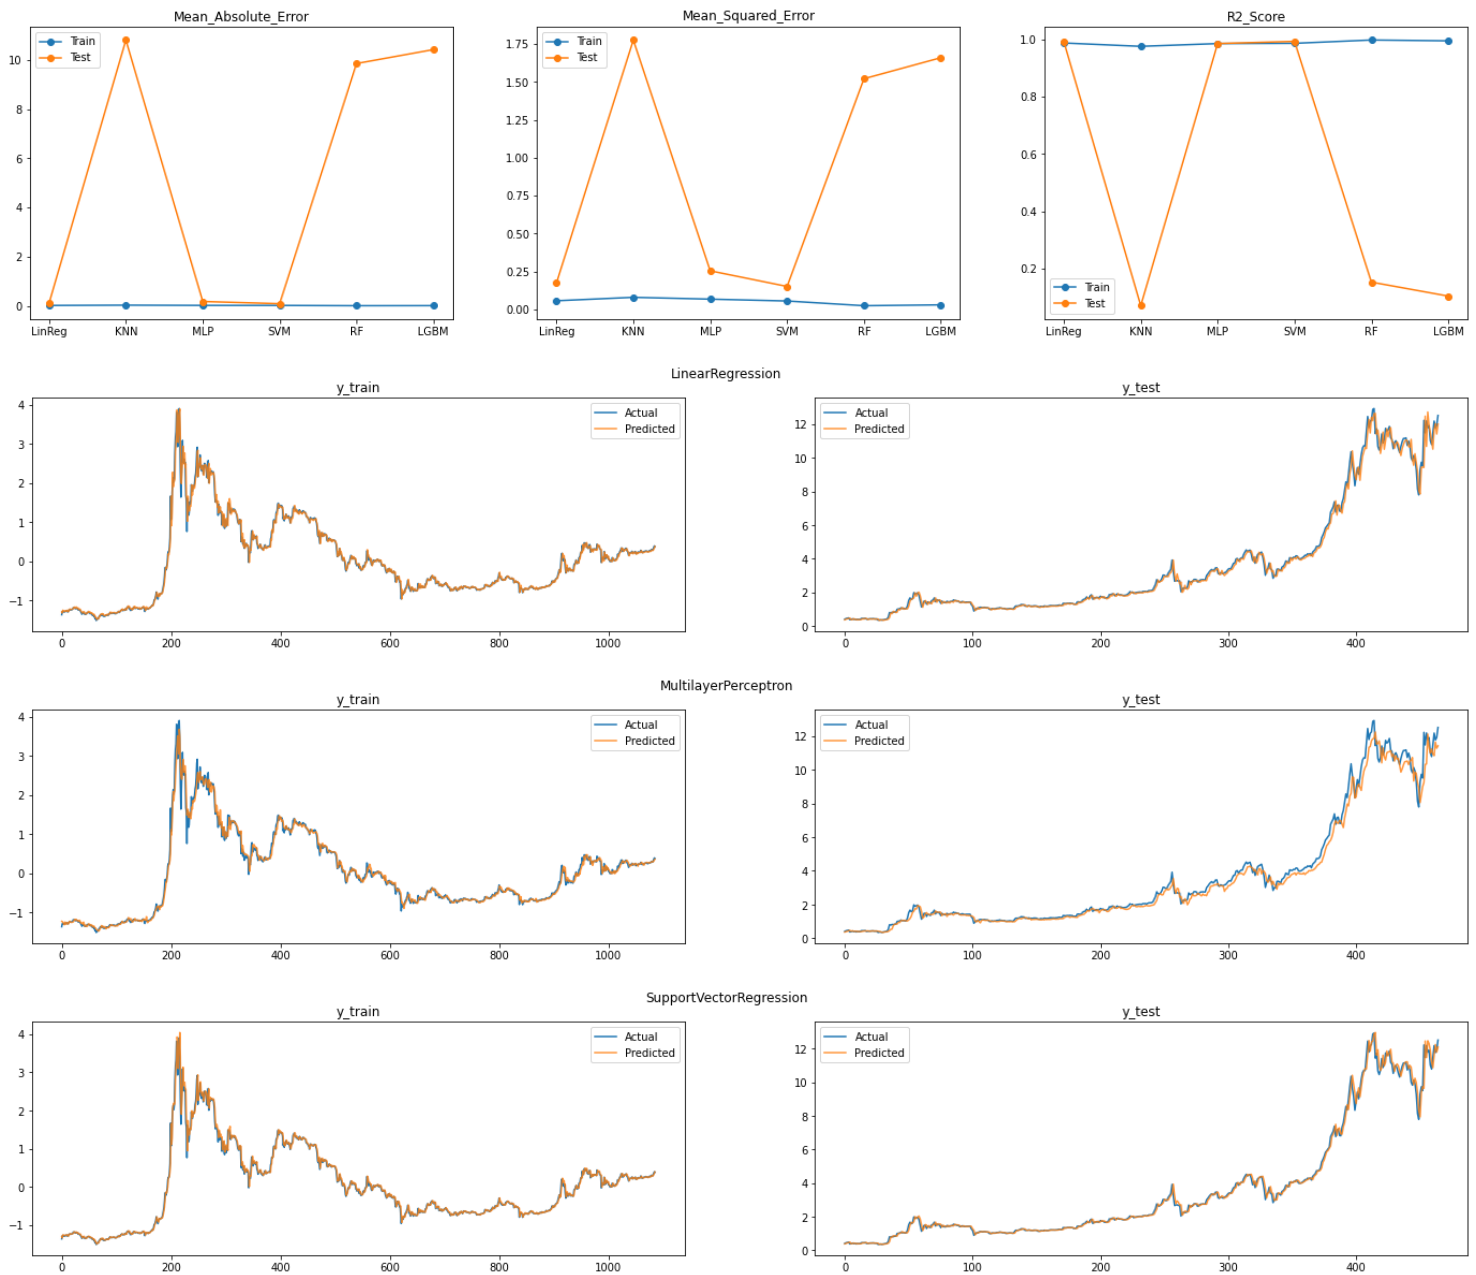 Mean_Absolute_Error
Train
Test
10
8
6
4
2
0
LinReg KNN MLP SVM RF LGBM
Mean_Squared_Error
Train
Test
1.75
1.50
1.25
1.00
0.75
0.50
0.25
0.00
LinReg KNN MLP SVM RF LGBM
R2_Score
1.0
0.8
0.6
0.4
0.2
Train
Test
LinReg KNN MLP SVM RF LGBM
LinearRegression
y_train
Actual
Predicted
4
3
2
1
0
−1
0 200 400 600 800 1000
y_test
Actual
Predicted
12
10
8
6
4
2
0
0 100 200 300 400
MultilayerPerceptron
y_train
Actual
Predicted
4
3
2
1
0
−1
0 200 400 600 800 1000
y_test
Actual
Predicted
12
10
8
6
4
2
0
0 100 200 300 400
SupportVectorRegression
y_train
Actual
Predicted
4
3
2
1
0
−1
0 200 400 600 800 1000
y_test
Actual
Predicted
12
10
8
6
4
2
0
0 100 200 300 400